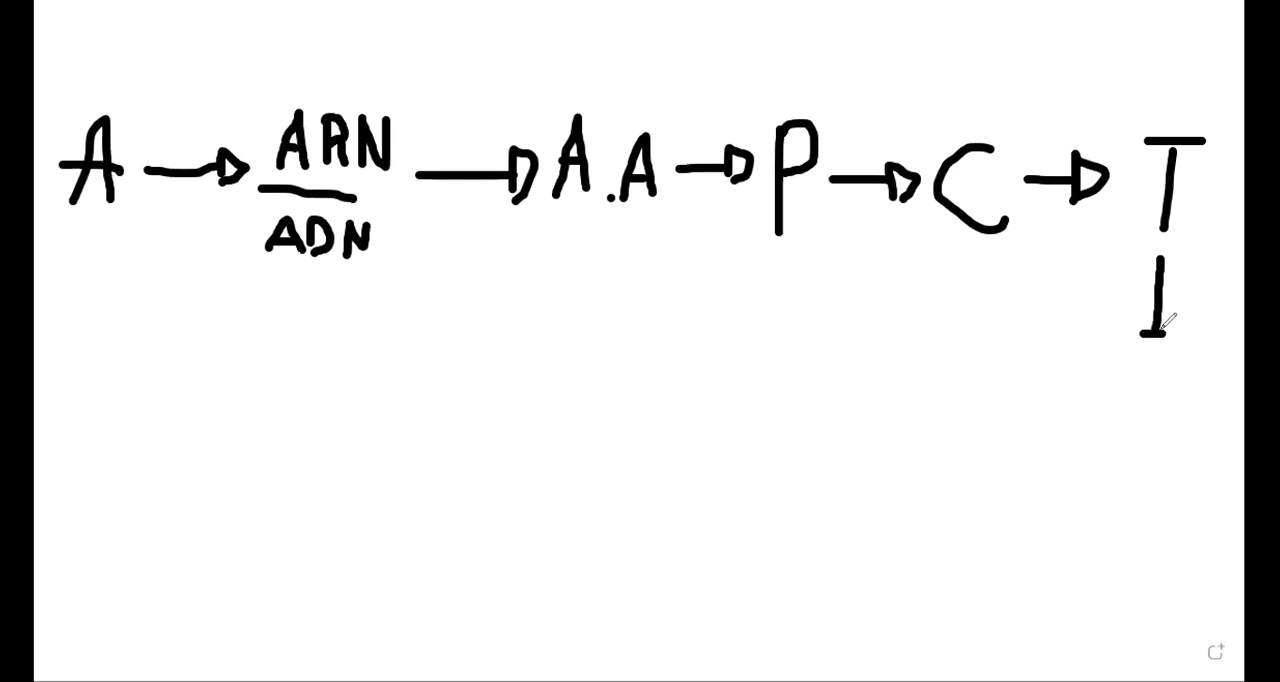 A → ARN → A.A → P → C → T
ADN